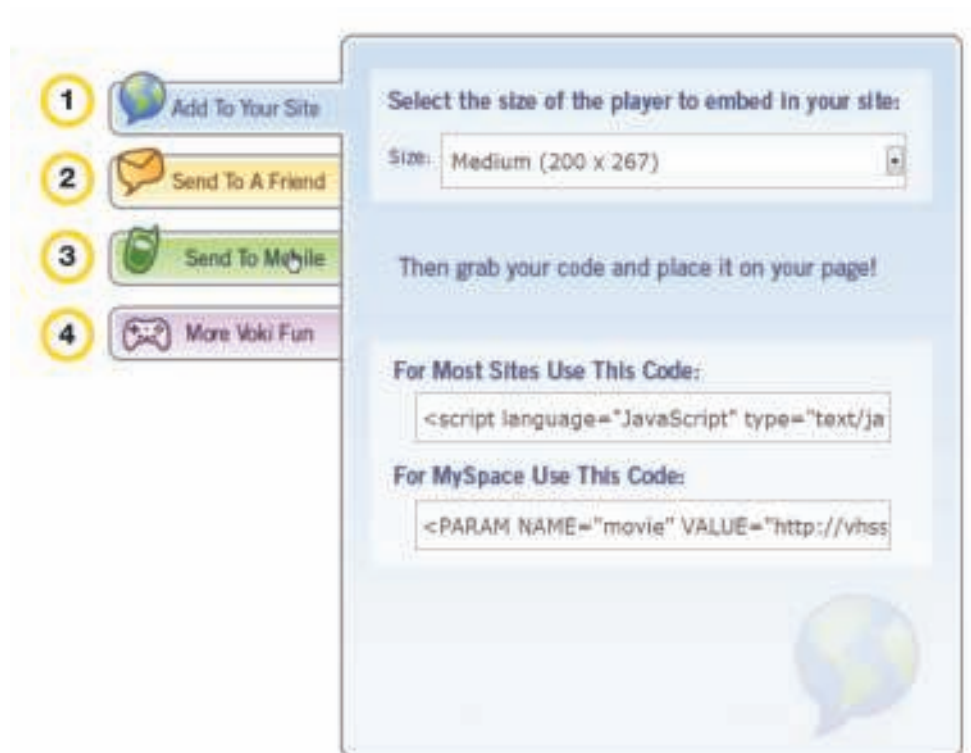 1 Add To Your Site
2 Send To A Friend
3 Send To Mobile
4 More Voki Fun
Select the size of the player to embed in your site:
Size: Medium (200 x 267)
Then grab your code and place it on your page!
For Most Sites Use This Code:
<script language="JavaScript" type="text/ja
For MySpace Use This Code:
<PARAM NAME="movie" VALUE="http://vhss